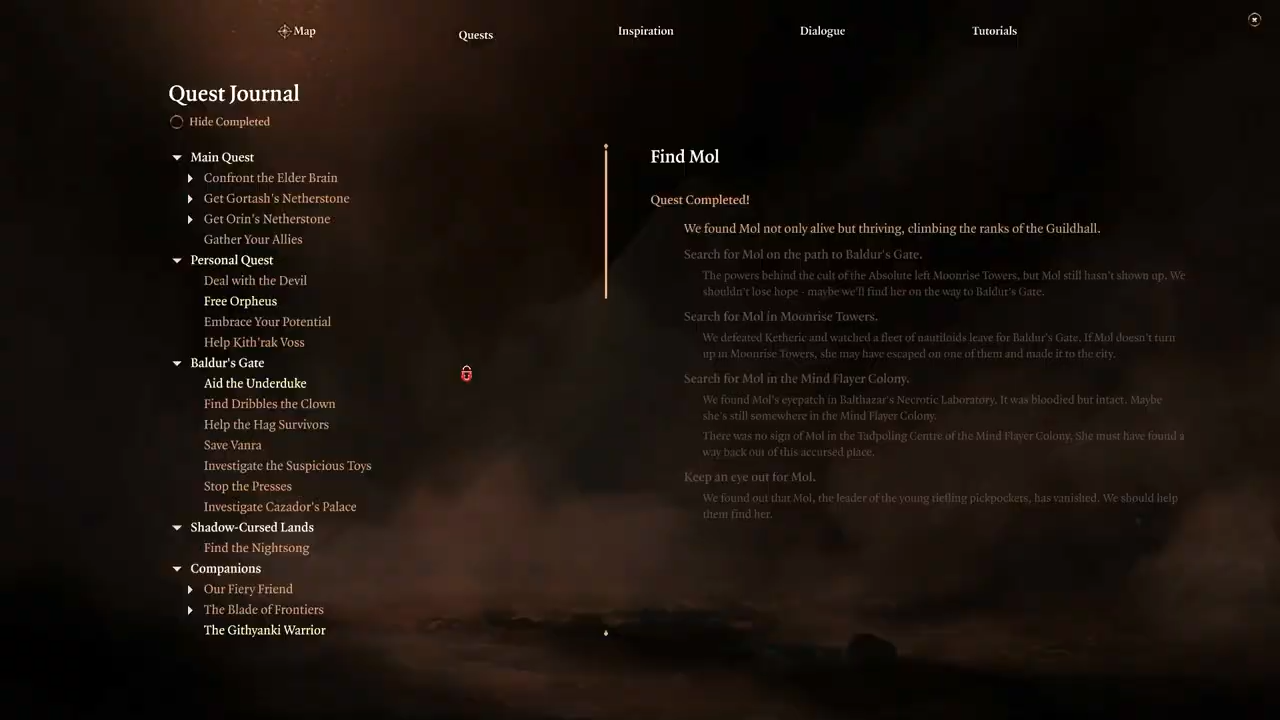 Map
Quests
Inspiration
Dialogue
Tutorials
Quest Journal
Hide Completed
Main Quest
Confront the Elder Brain
Get Gortash's Netherstone
Get Orin's Netherstone
Gather Your Allies
Personal Quest
Deal with the Devil
Free Orpheus
Embrace Your Potential
Help Kith'rak Voss
Baldur's Gate
Aid the Underduke
Find Dribbles the Clown
Help the Hag Survivors
Save Vanra
Investigate the Suspicious Toys
Stop the Presses
Investigate Cazador's Palace
Shadow-Cursed Lands
Find the Nightsong
Companions
Our Fiery Friend
The Blade of Frontiers
The Githyanki Warrior
Find Mol
Quest Completed!
We found Mol not only alive but thriving, climbing the ranks of the Guildhall.
Search for Mol on the path to Baldur's Gate.
The powers behind the cult of the Absolute left Moonrise Towers, but Mol still hasn't shown up. We
shouldn't lose hope - maybe we'll find her on the way to Baldur's Gate.
Search for Mol in Moonrise Towers.
We defeated Ketheric and watched a fleet of nautiloids leave for Baldur's Gate. If Mol doesn't turn
up in Moonrise Towers, she may have escaped on one of them and made it to the city.
Search for Mol in the Mind Flayer Colony.
We found Mol's eyepatch in Balthazar's Necrotic Laboratory. It was bloodied but intact. Maybe
she's still somewhere in the Mind Flayer Colony.
There was no sign of Mol in the Tadpoling Centre of the Mind Flayer Colony. She must have found a
way back out of this accursed place.
Keep an eye out for Mol.
We found out that Mol, the leader of the young tiefling pickpockets, has vanished. We should help
them find her.